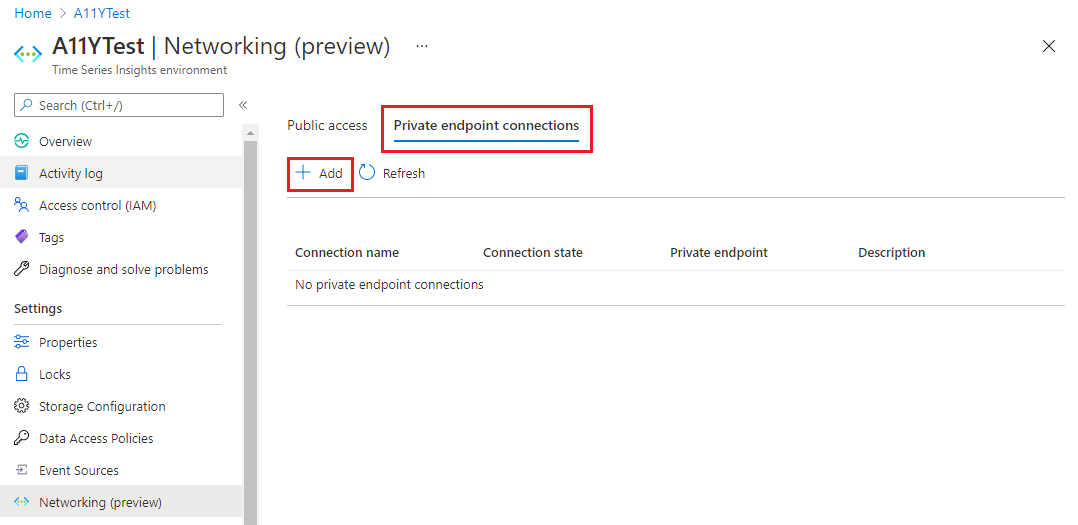 Home > A11YTest
A11YTest | Networking (preview) ...
Time Series Insights environment
Search (Ctrl+/) «
Overview
Activity log
Access control (IAM)
Tags
Diagnose and solve problems
Settings
Properties
Locks
Storage Configuration
Data Access Policies
Event Sources
Networking (preview)
Public access Private endpoint connections
Add Refresh
Connection name Connection state Private endpoint Description
No private endpoint connections